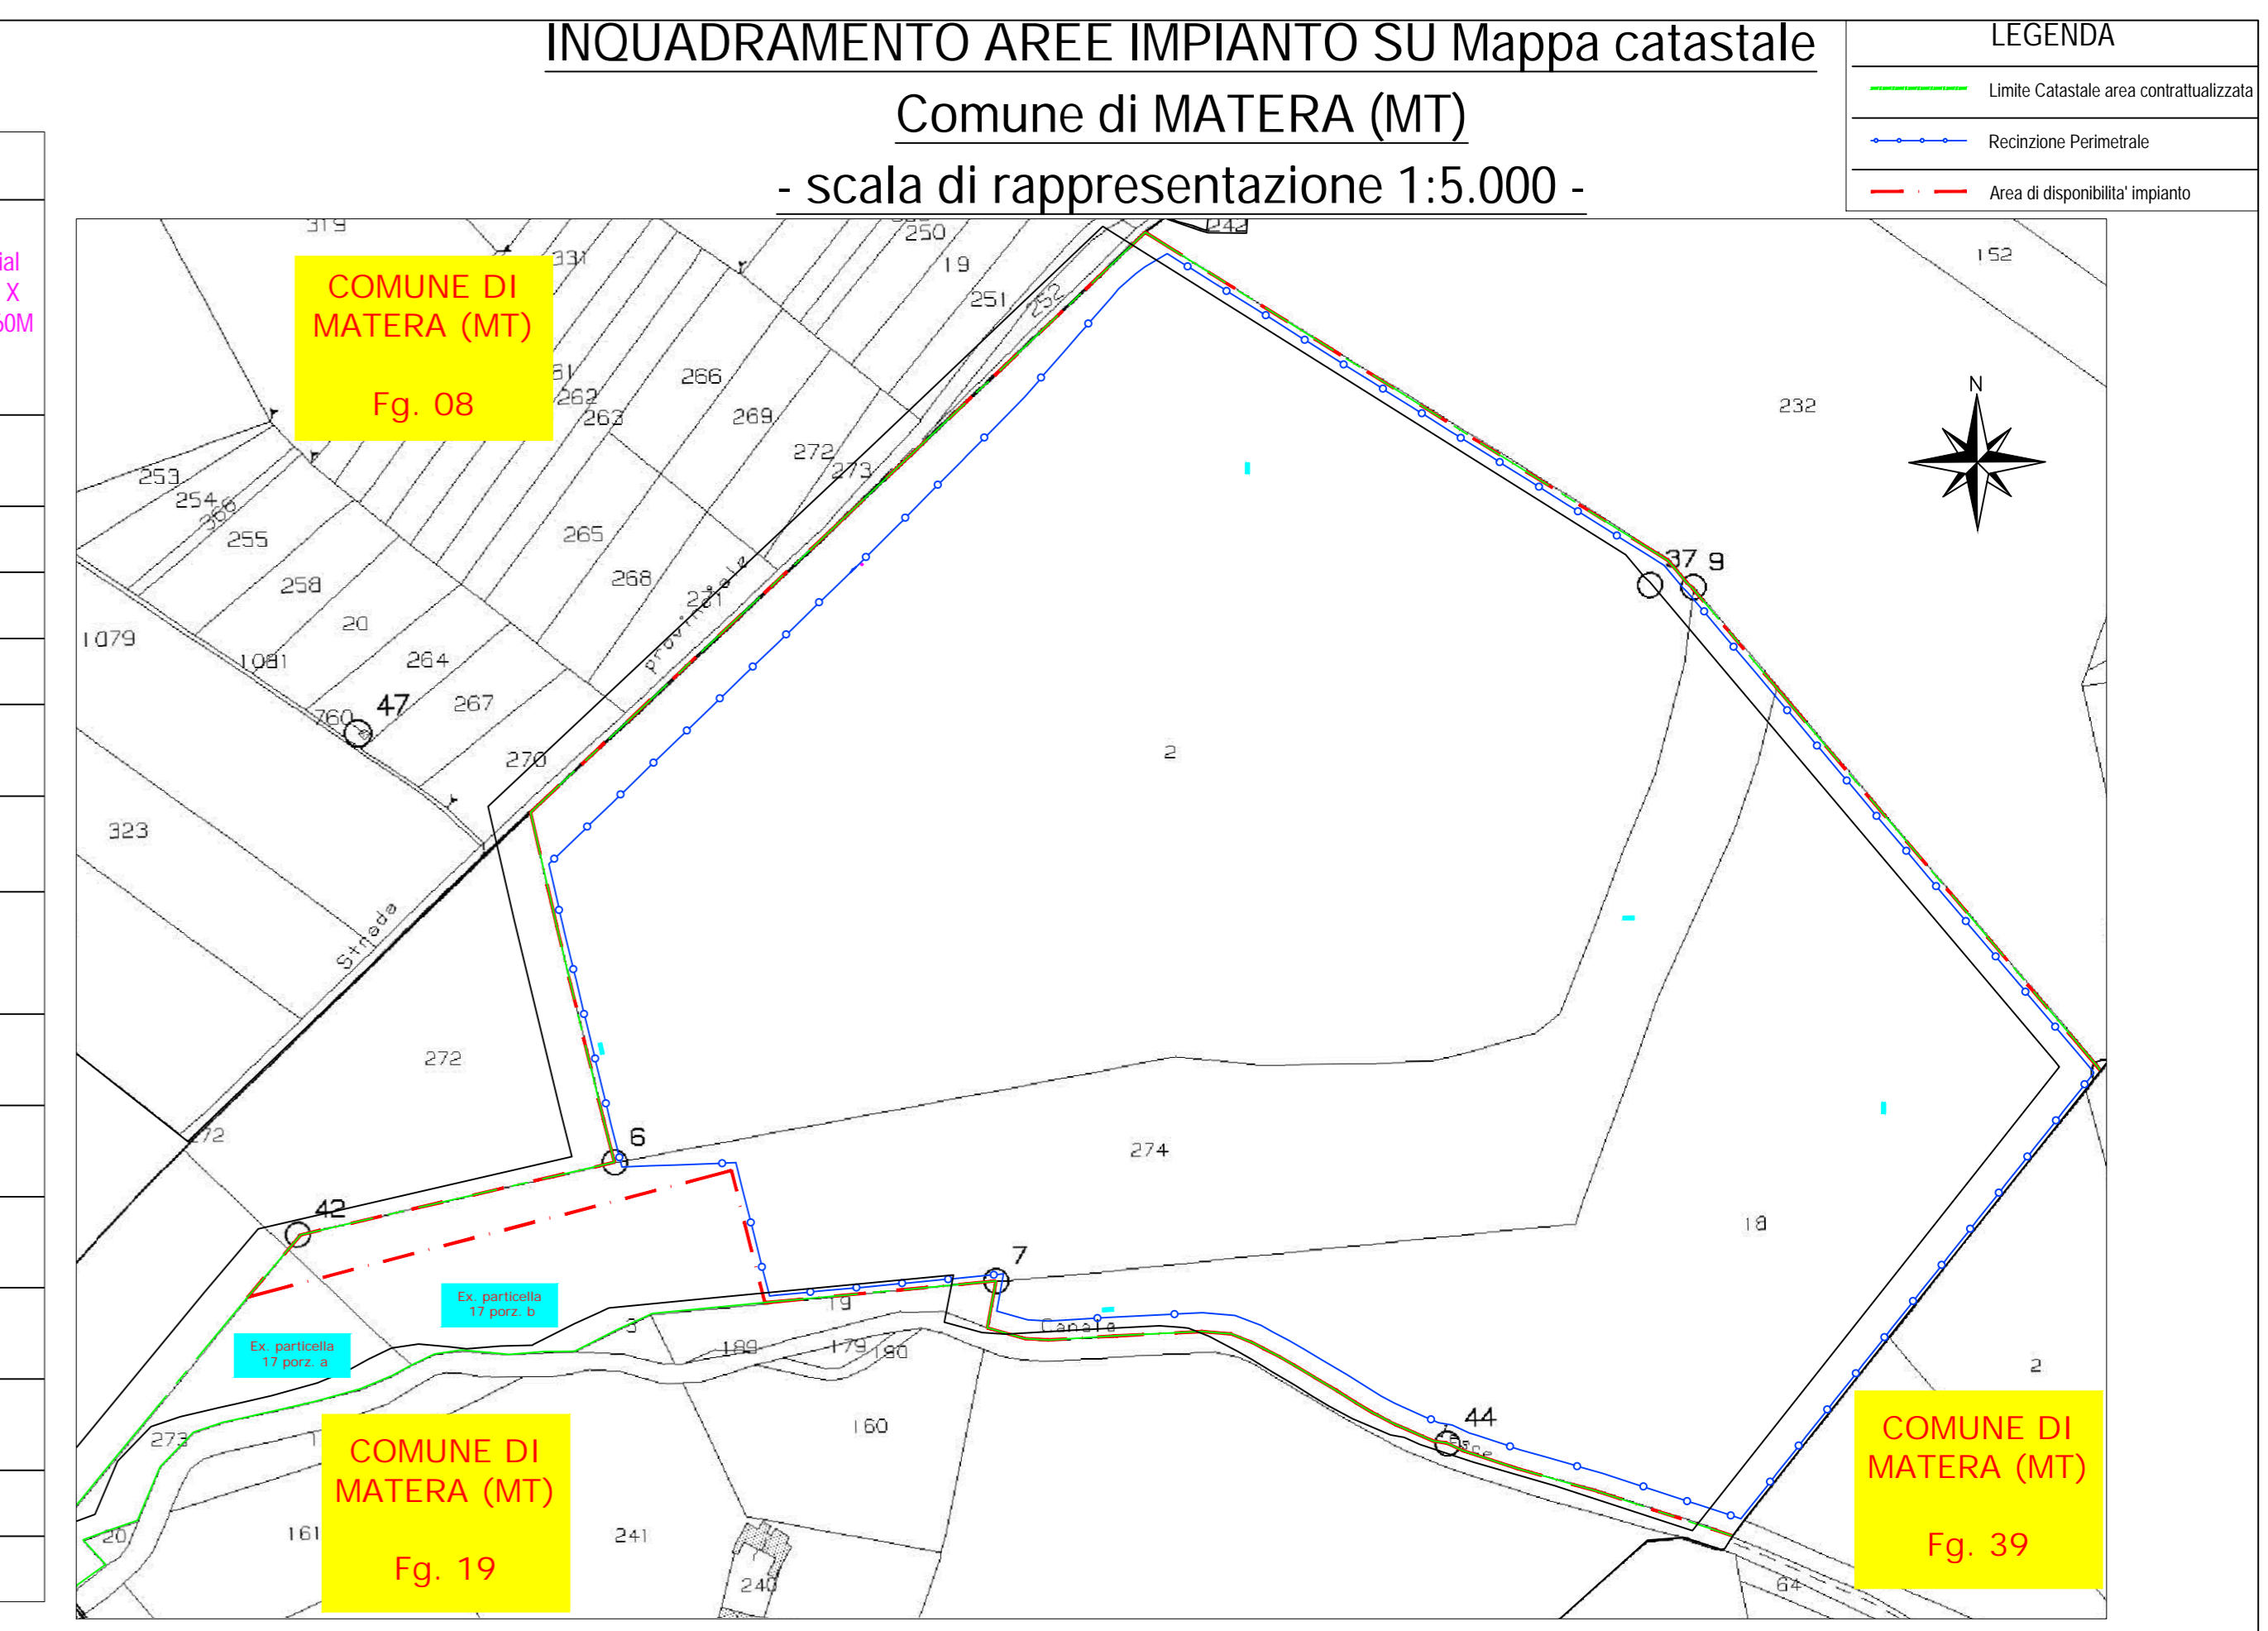 INQUADRAMENTO AREE IMPIANTO SU Mappa catastale
Comune di MATERA (MT)
- scala di rappresentazione 1:5.000 -
LEGENDA
Limite Catastale area contrattualizzata
Recinzione Perimetrale
Area di disponibilita' impianto
ial
X
60M
COMUNE DI
MATERA (MT)
Fg. 08
319
331
250
19
251
252
242
152
232
N
262
263
266
269
272
273
253
254
366
255
258
20
265
268
231
provinciale
1079
1081
264
267
760
47
270
323
Strada
37
9
2
272
272
6
274
42
7
18
Ex. particella
17 porz. b
Ex. particella
17 porz. a
19
3
189
179
180
Canale
44
2
160
273
COMUNE DI
MATERA (MT)
Fg. 19
20
161
241
240
COMUNE DI
MATERA (MT)
Fg. 39
64